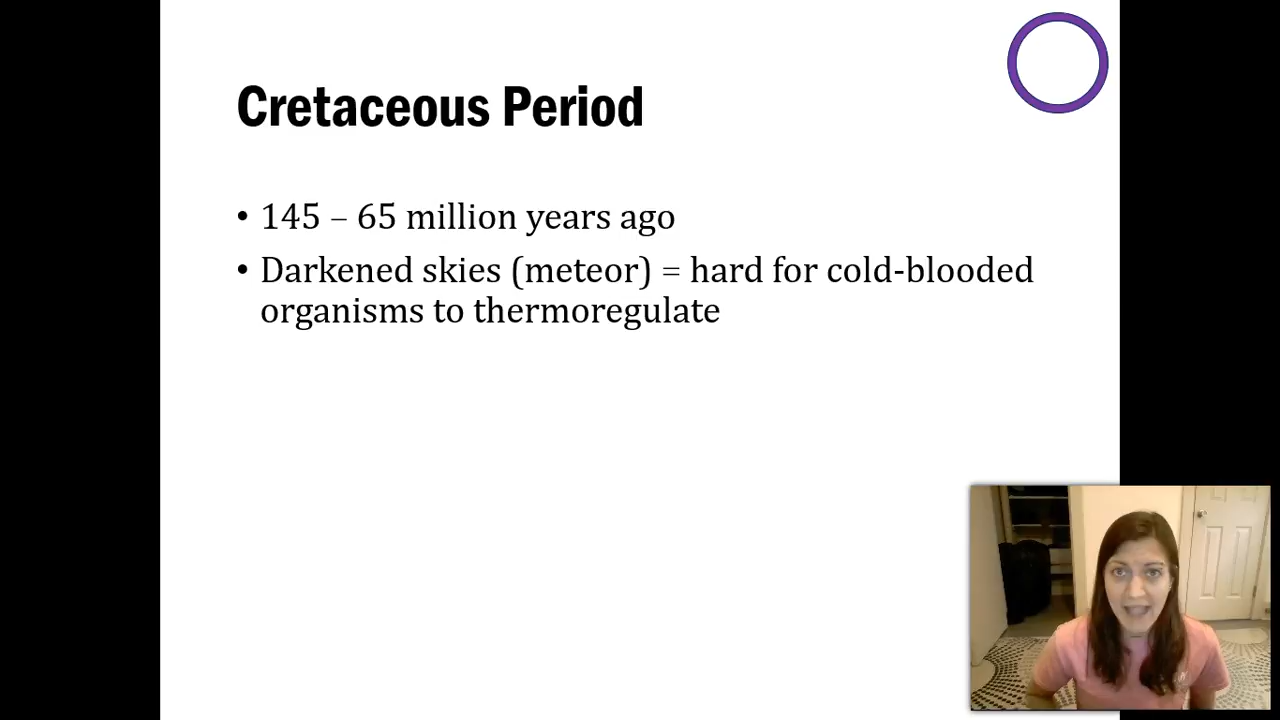 Cretaceous Period
• 145 – 65 million years ago
• Darkened skies (meteor) = hard for cold-blooded
organisms to thermoregulate